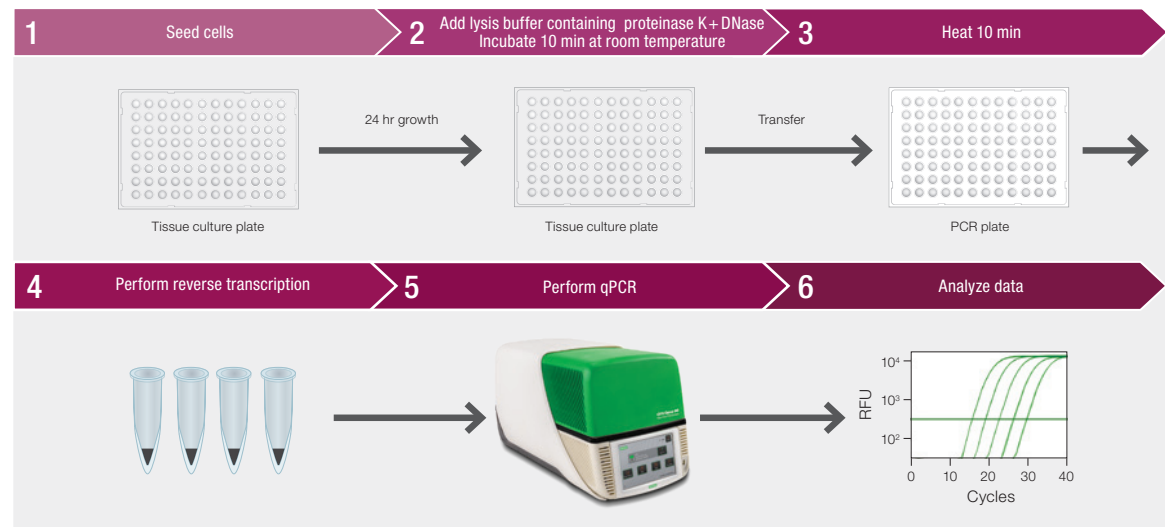 1
Seed cells
2
Add lysis buffer containing proteinase K+DNase
Incubate 10 min at room temperature
3
Heat 10 min
24 hr growth
Transfer
Tissue culture plate
Tissue culture plate
PCR plate
4
Perform reverse transcription
5
Perform qPCR
6
Analyze data
RFU
10⁴
10³
10²
0 10 20 30 40
Cycles